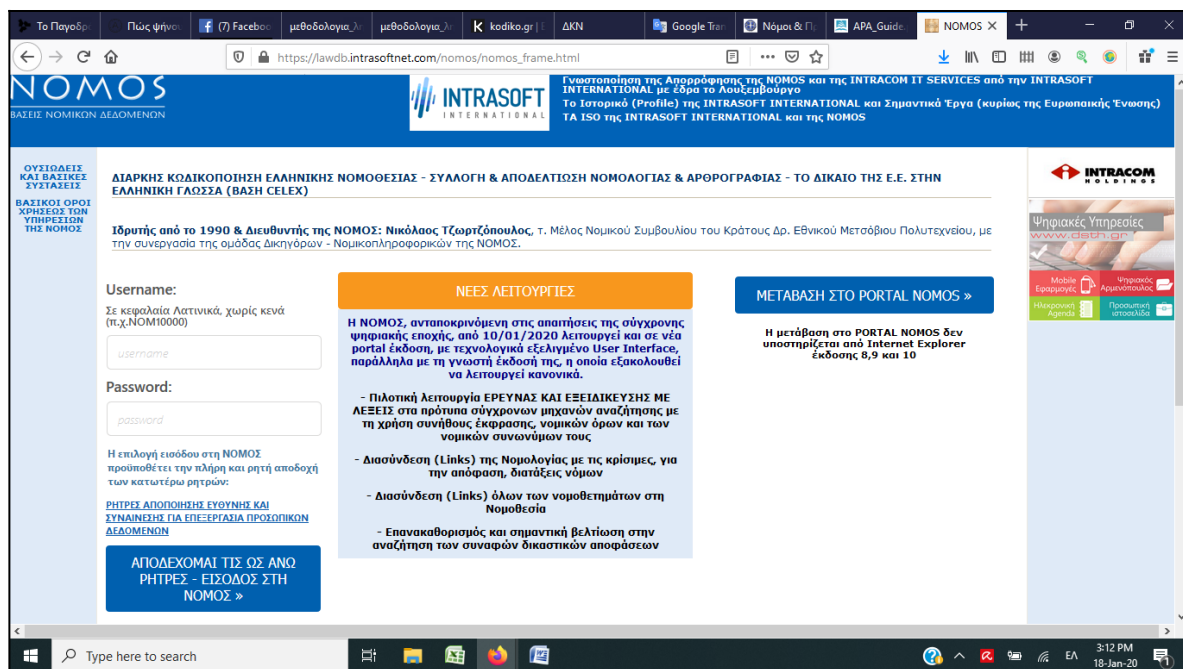 Το Παγοδρο
Πώς ψήνου
(7) Faceboo
μεθοδολογια_λη
μεθοδολογια_λη
kodiko.gr | Ε
ΔΚΝ
Google Tran
Νόμοι & Πρ
APA_Guide.
NOMOS
https://lawdb.intrasoftnet.com/nomos/nomos_frame.html
NOMOS
ΒΑΣΕΙΣ ΝΟΜΙΚΩΝ ΔΕΔΟΜΕΝΩΝ
INTRASOFT
INTERNATIONAL
Γνωστοποίηση της Απορρόφησης της NOMOS και της INTRACOM IT SERVICES από την INTRASOFT
INTERNATIONAL με έδρα το Λουξεμβούργο
Το Ιστορικό (Profile) της INTRASOFT INTERNATIONAL και Σημαντικά Έργα (κυρίως της Ευρωπαικής Ένωσης)
ΤΑ ISO της INTRASOFT INTERNATIONAL και της NOMOS
ΟΥΣΙΩΔΕΙΣ
ΚΑΙ ΒΑΣΙΚΕΣ
ΣΥΣΤΑΣΕΙΣ
ΒΑΣΙΚΟΙ ΟΡΟΙ
ΧΡΗΣΕΩΣ ΤΩΝ
ΥΠΗΡΕΣΙΩΝ
ΤΗΣ ΝΟΜΟΣ
ΔΙΑΡΚΗΣ ΚΩΔΙΚΟΠΟΙΗΣΗ ΕΛΛΗΝΙΚΗΣ ΝΟΜΟΘΕΣΙΑΣ - ΣΥΛΛΟΓΗ & ΑΠΟΔΕΛΤΙΩΣΗ ΝΟΜΟΛΟΓΙΑΣ & ΑΡΘΡΟΓΡΑΦΙΑΣ - ΤΟ ΔΙΚΑΙΟ ΤΗΣ Ε.Ε. ΣΤΗΝ
ΕΛΛΗΝΙΚΗ ΓΛΩΣΣΑ (ΒΑΣΗ CELEX)
Ιδρυτής από το 1990 & Διευθυντής της ΝΟΜΟΣ: Νικόλαος Τζωρτζόπουλος, τ. Μέλος Νομικού Συμβουλίου του Κράτους Δρ. Εθνικού Μετσόβιου Πολυτεχνείου, με
την συνεργασία της ομάδας Δικηγόρων - Νομικοπληροφορικών της ΝΟΜΟΣ.
Username:
Σε κεφαλαία Λατινικά, χωρίς κενά
(π.χ.NOM10000)
username
Password:
password
Η επιλογή εισόδου στη ΝΟΜΟΣ
προϋποθέτει την πλήρη και ρητή αποδοχή
των κατωτέρω ρητρών:
ΡΗΤΡΕΣ ΑΠΟΠΟΙΗΣΗΣ ΕΥΘΥΝΗΣ ΚΑΙ
ΣΥΝΑΙΝΕΣΗΣ ΓΙΑ ΕΠΕΞΕΡΓΑΣΙΑ ΠΡΟΣΩΠΙΚΩΝ
ΔΕΔΟΜΕΝΩΝ
ΑΠΟΔΕΧΟΜΑΙ ΤΙΣ ΩΣ ΑΝΩ
ΡΗΤΡΕΣ - ΕΙΣΟΔΟΣ ΣΤΗ
ΝΟΜΟΣ »
ΝΕΕΣ ΛΕΙΤΟΥΡΓΙΕΣ
Η ΝΟΜΟΣ, ανταποκρινόμενη στις απαιτήσεις της σύγχρονης
ψηφιακής εποχής, από 10/01/2020 λειτουργεί και σε νέα
portal έκδοση, με τεχνολογικά εξελιγμένο User Interface,
παράλληλα με τη γνωστή έκδοσή της, η οποία εξακολουθεί
να λειτουργεί κανονικά.
- Πιλοτική λειτουργία ΕΡΕΥΝΑΣ ΚΑΙ ΕΞΕΙΔΙΚΕΥΣΗΣ ΜΕ
ΛΕΞΕΙΣ στα πρότυπα σύγχρονων μηχανών αναζήτησης με
τη χρήση συνήθους έκφρασης, νομικών όρων και των
νομικών συνωνύμων τους
- Διασύνδεση (Links) της Νομολογίας με τις κρίσιμες, για
την απόφαση, διατάξεις νόμων
- Διασύνδεση (Links) όλων των νομοθετημάτων στη
Νομοθεσία
- Επανακαθορισμός και σημαντική βελτίωση στην
αναζήτηση των συναφών δικαστικών αποφάσεων
ΜΕΤΑΒΑΣΗ ΣΤΟ PORTAL NOMOS »
Η μετάβαση στο PORTAL NOMOS δεν
υποστηρίζεται από Internet Explorer
έκδοσης 8,9 και 10
INTRACOM
HOLDINGS
Ψηφιακές Υπηρεσίες
www.dsth.gr
Mobile
Εφαρμογές
Ψηφιακός
Αρμενόπουλος
Ηλεκρονική
Agenda
Προσωπική
ιστοσελίδα
Type here to search
ΕΛ
3:12 PM
18-Jan-20